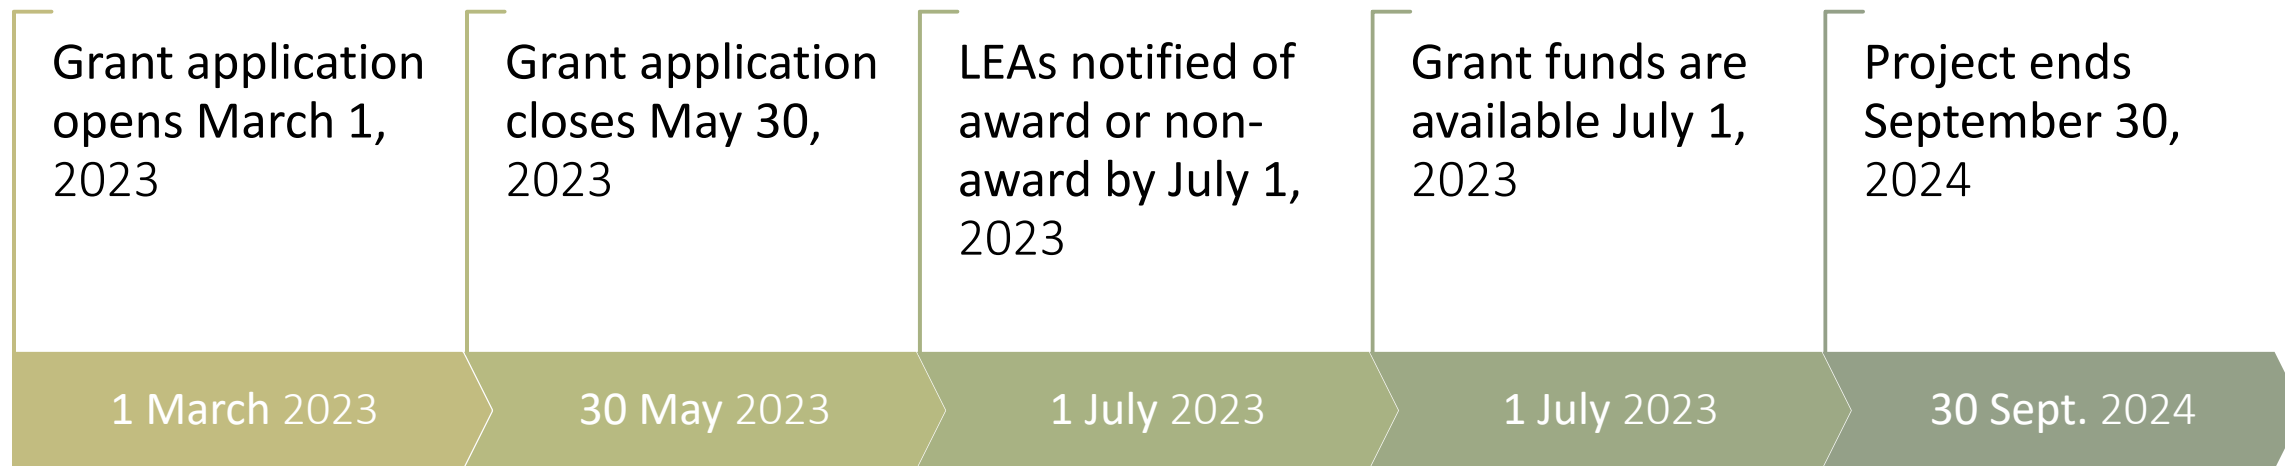 Grant application
opens March 1,
2023
Grant application
closes May 30,
2023
LEAs notified of
award or non-
award by July 1,
2023
Grant funds are
available July 1,
2023
Project ends
September 30,
2024
1 March 2023
30 May 2023
1 July 2023
1 July 2023
30 Sept. 2024